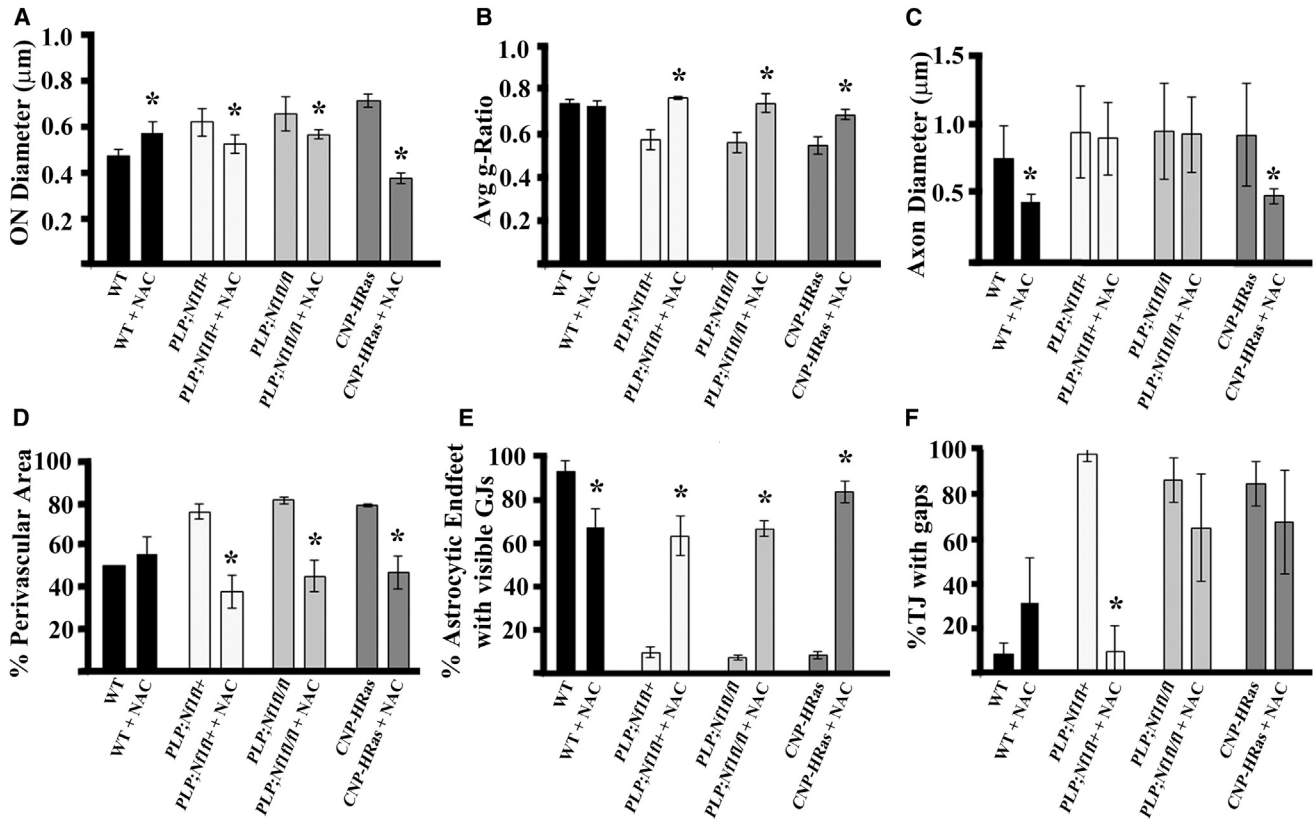 A
ON Diameter (μm)
1.0
0.8
0.6
0.4
0.2
*
*
*
*
WT
WT + NAC
PLP;Nf1fl+
PLP;Nf1fl+ + NAC
PLP;Nf1fl/fl
PLP;Nf1fl/fl + NAC
CNP-HRas
CNP-HRas + NAC
B
Avg g-Ratio
1.0
0.8
0.6
0.4
0.2
*
*
*
WT
WT + NAC
PLP;Nf1fl+
PLP;Nf1fl+ + NAC
PLP;Nf1fl/fl
PLP;Nf1fl/fl + NAC
CNP-HRas
CNP-HRas + NAC
C
Axon Diameter (μm)
1.5
1.0
0.5
*
*
WT
WT + NAC
PLP;Nf1fl+
PLP;Nf1fl+ + NAC
PLP;Nf1fl/fl
PLP;Nf1fl/fl + NAC
CNP-HRas
CNP-HRas + NAC
D
% Perivascular Area
100
80
60
40
20
*
*
*
WT
WT + NAC
PLP;Nf1fl+
PLP;Nf1fl+ + NAC
PLP;Nf1fl/fl
PLP;Nf1fl/fl + NAC
CNP-HRas
CNP-HRas + NAC
E
% Astrocytic Endfeet
with visible GJs
100
80
60
40
20
*
*
*
*
WT
WT + NAC
PLP;Nf1fl+
PLP;Nf1fl+ + NAC
PLP;Nf1fl/fl
PLP;Nf1fl/fl + NAC
CNP-HRas
CNP-HRas + NAC
F
%TJ with gaps
100
80
60
40
20
*
WT
WT + NAC
PLP;Nf1fl+
PLP;Nf1fl+ + NAC
PLP;Nf1fl/fl
PLP;Nf1fl/fl + NAC
CNP-HRas
CNP-HRas + NAC